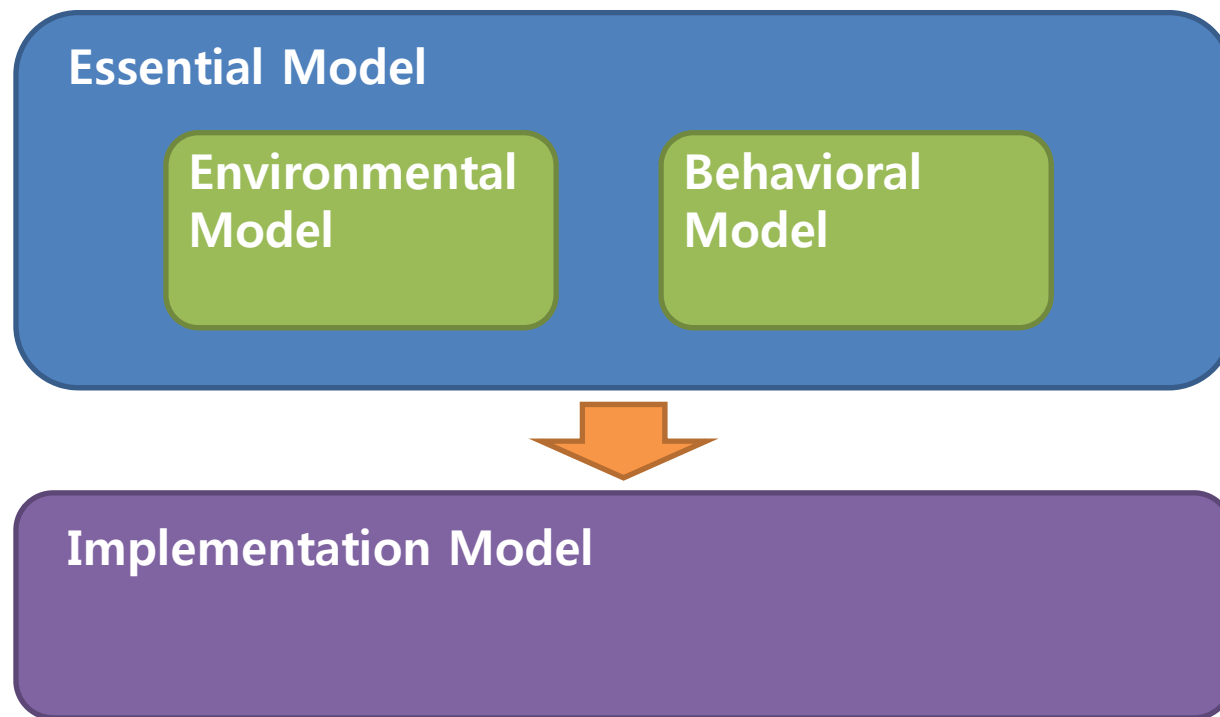 Essential Model
Environmental
Model
Behavioral
Model
Implementation Model